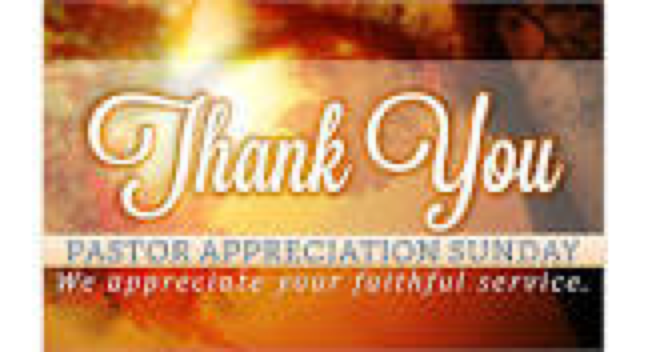 Thank You
PASTOR APPRECIATION SUNDAY
We appreciate your faithful service.